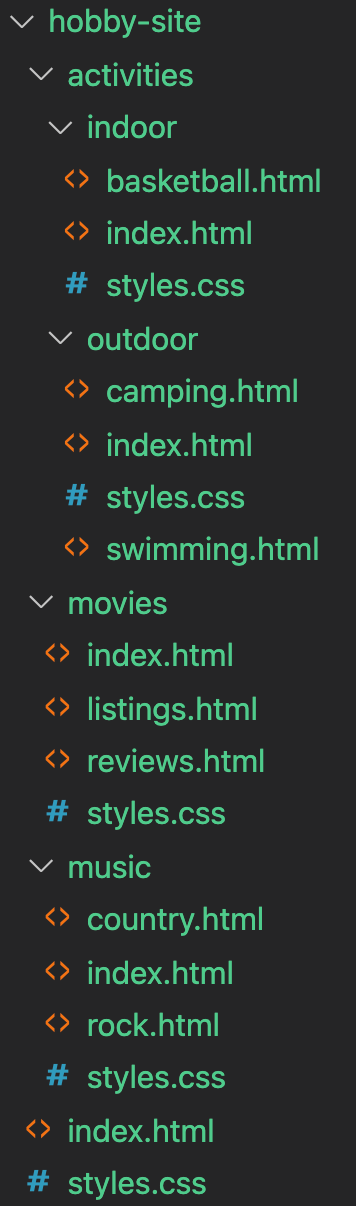 hobby-site
activities
indoor
<> basketball.html
<> index.html
# styles.css
outdoor
<> camping.html
<> index.html
# styles.css
<> swimming.html
movies
<> index.html
<> listings.html
<> reviews.html
# styles.css
music
<> country.html
<> index.html
<> rock.html
# styles.css
<> index.html
# styles.css